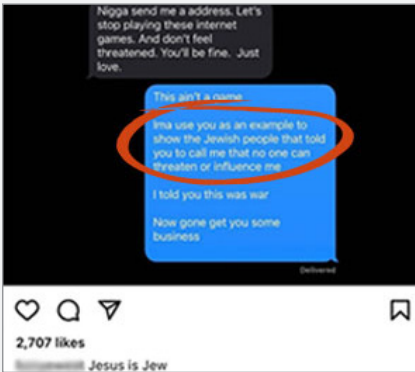 Nigga send me a address. Let's
stop playing these internet
games. And don't feel
threatened. You'll be fine. Just
love.
This ain't a game
Ima use you as an example to
show the Jewish people that told
you to call me that no one can
threaten or influence me
I told you this was war
Now gone get you some
business
Delivered
2,707 likes
Jesus is Jew